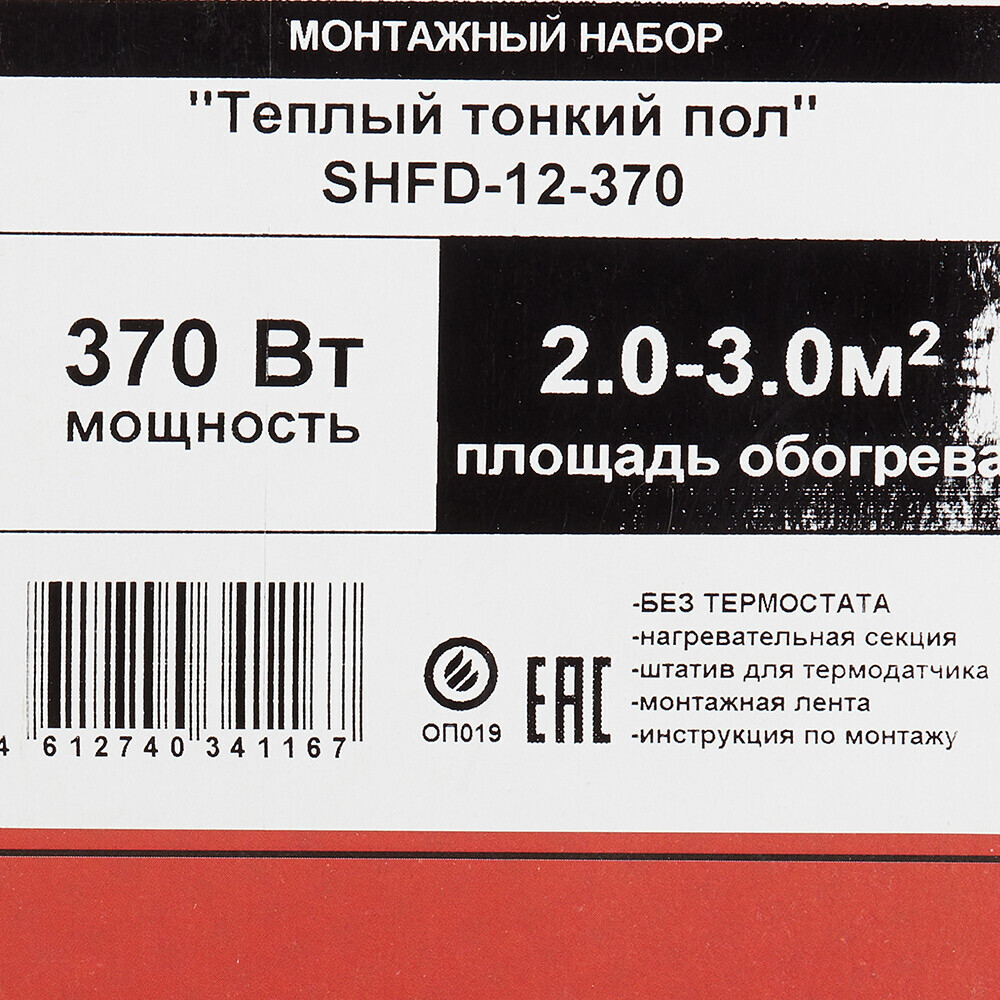 МОНТАЖНЫЙ НАБОР
"Теплый тонкий пол"
SHFD-12-370
370 Вт
мощность
2.0-3.0м²
площадь обогрева
-БЕЗ ТЕРМОСТАТА
-нагревательная секция
-штатив для термодатчика
-монтажная лента
-инструкция по монтажу
ОП019
ЕАС
4 612740 341167